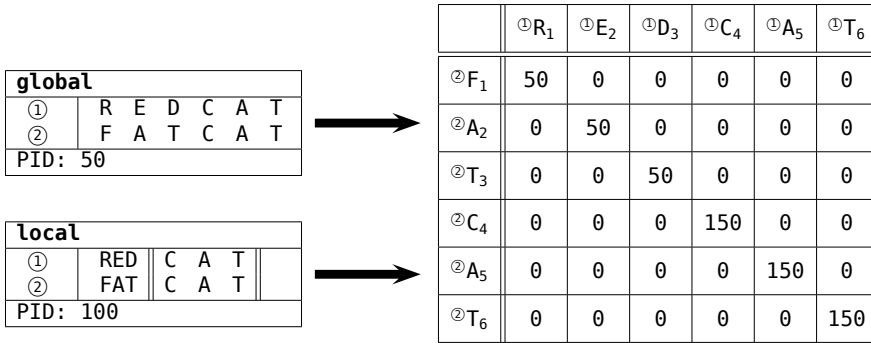 global
① R E D C A T
② F A T C A T
PID: 50
local
① RED C A T
② FAT C A T
PID: 100
①R₁ ①E₂ ①D₃ ①C₄ ①A₅ ①T₆
②F₁ 50 0 0 0 0 0
②A₂ 0 50 0 0 0 0
②T₃ 0 0 50 0 0 0
②C₄ 0 0 0 150 0 0
②A₅ 0 0 0 0 150 0
②T₆ 0 0 0 0 0 150